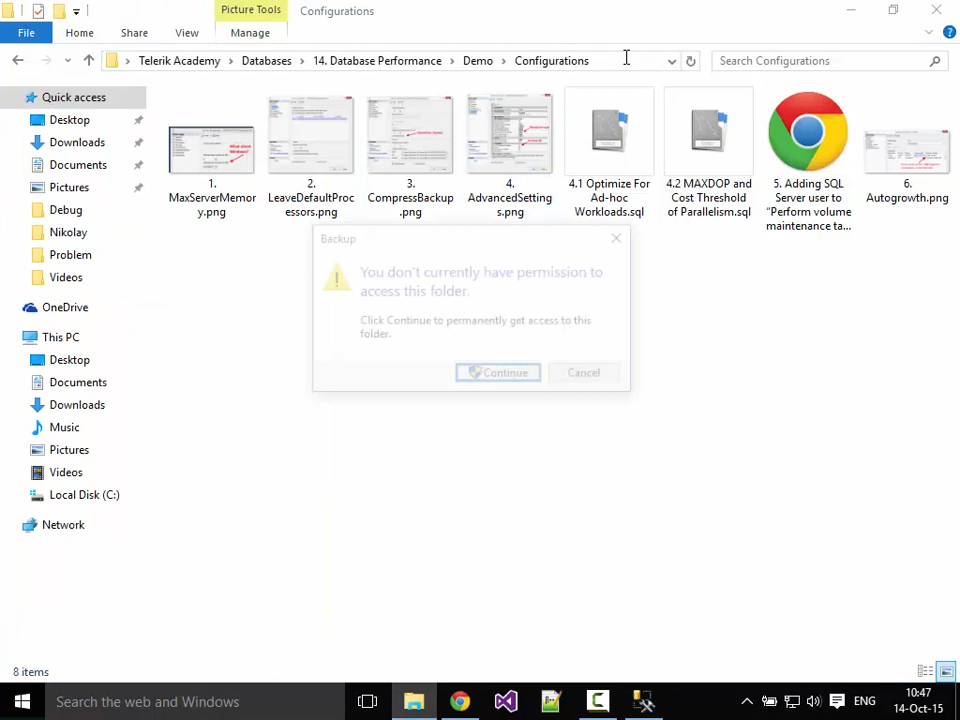 Picture Tools
Configurations
File
Home
Share
View
Manage
Telerik Academy
Databases
14. Database Performance
Demo
Configurations
Search Configurations
Quick access
Desktop
Downloads
Documents
Pictures
Debug
Nikolay
Problem
Videos
OneDrive
This PC
Desktop
Documents
Downloads
Music
Pictures
Videos
Local Disk (C:)
Network
1.
MaxServerMemor
y.png
2.
LeaveDefaultProc
essors.png
3.
CompressBackup
.png
4.
AdvancedSetting
s.png
4.1 Optimize For
Ad-hoc
Workloads.sql
4.2 MAXDOP and
Cost Threshold
of Parallelism.sql
5. Adding SQL
Server user to
"Perform volume
maintenance ta...
6.
Autogrowth.png
Backup
You don't currently have permission to
access this folder.
Click Continue to permanently get access to this
folder.
Continue
Cancel
8 items
Search the web and Windows
ENG
10:47
14-Oct-15